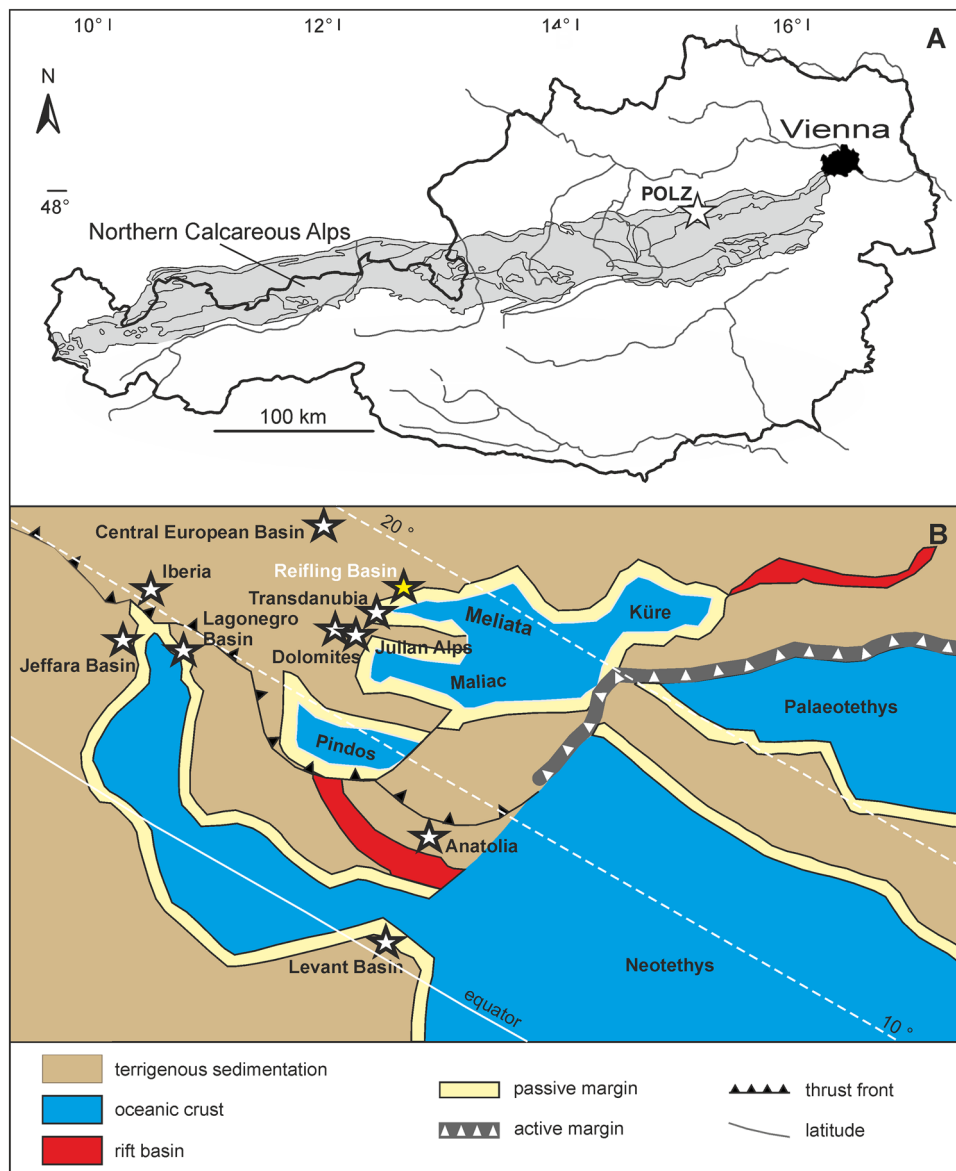 10°
12°
14°
16°
A
N
Vienna
48°
POLZ
Northern Calcareous Alps
100 km
B
20 °
Central European Basin
Iberia
Reifling Basin
Transdanubia
Lagonegro
Basin
Meliata
Küre
Jeffara Basin
Dolomites
Julian Alps
Maliac
Palaeotethys
Pindos
Anatolia
Levant Basin
Neotethys
equator
10 °
terrigenous sedimentation
oceanic crust
rift basin
passive margin
active margin
thrust front
latitude